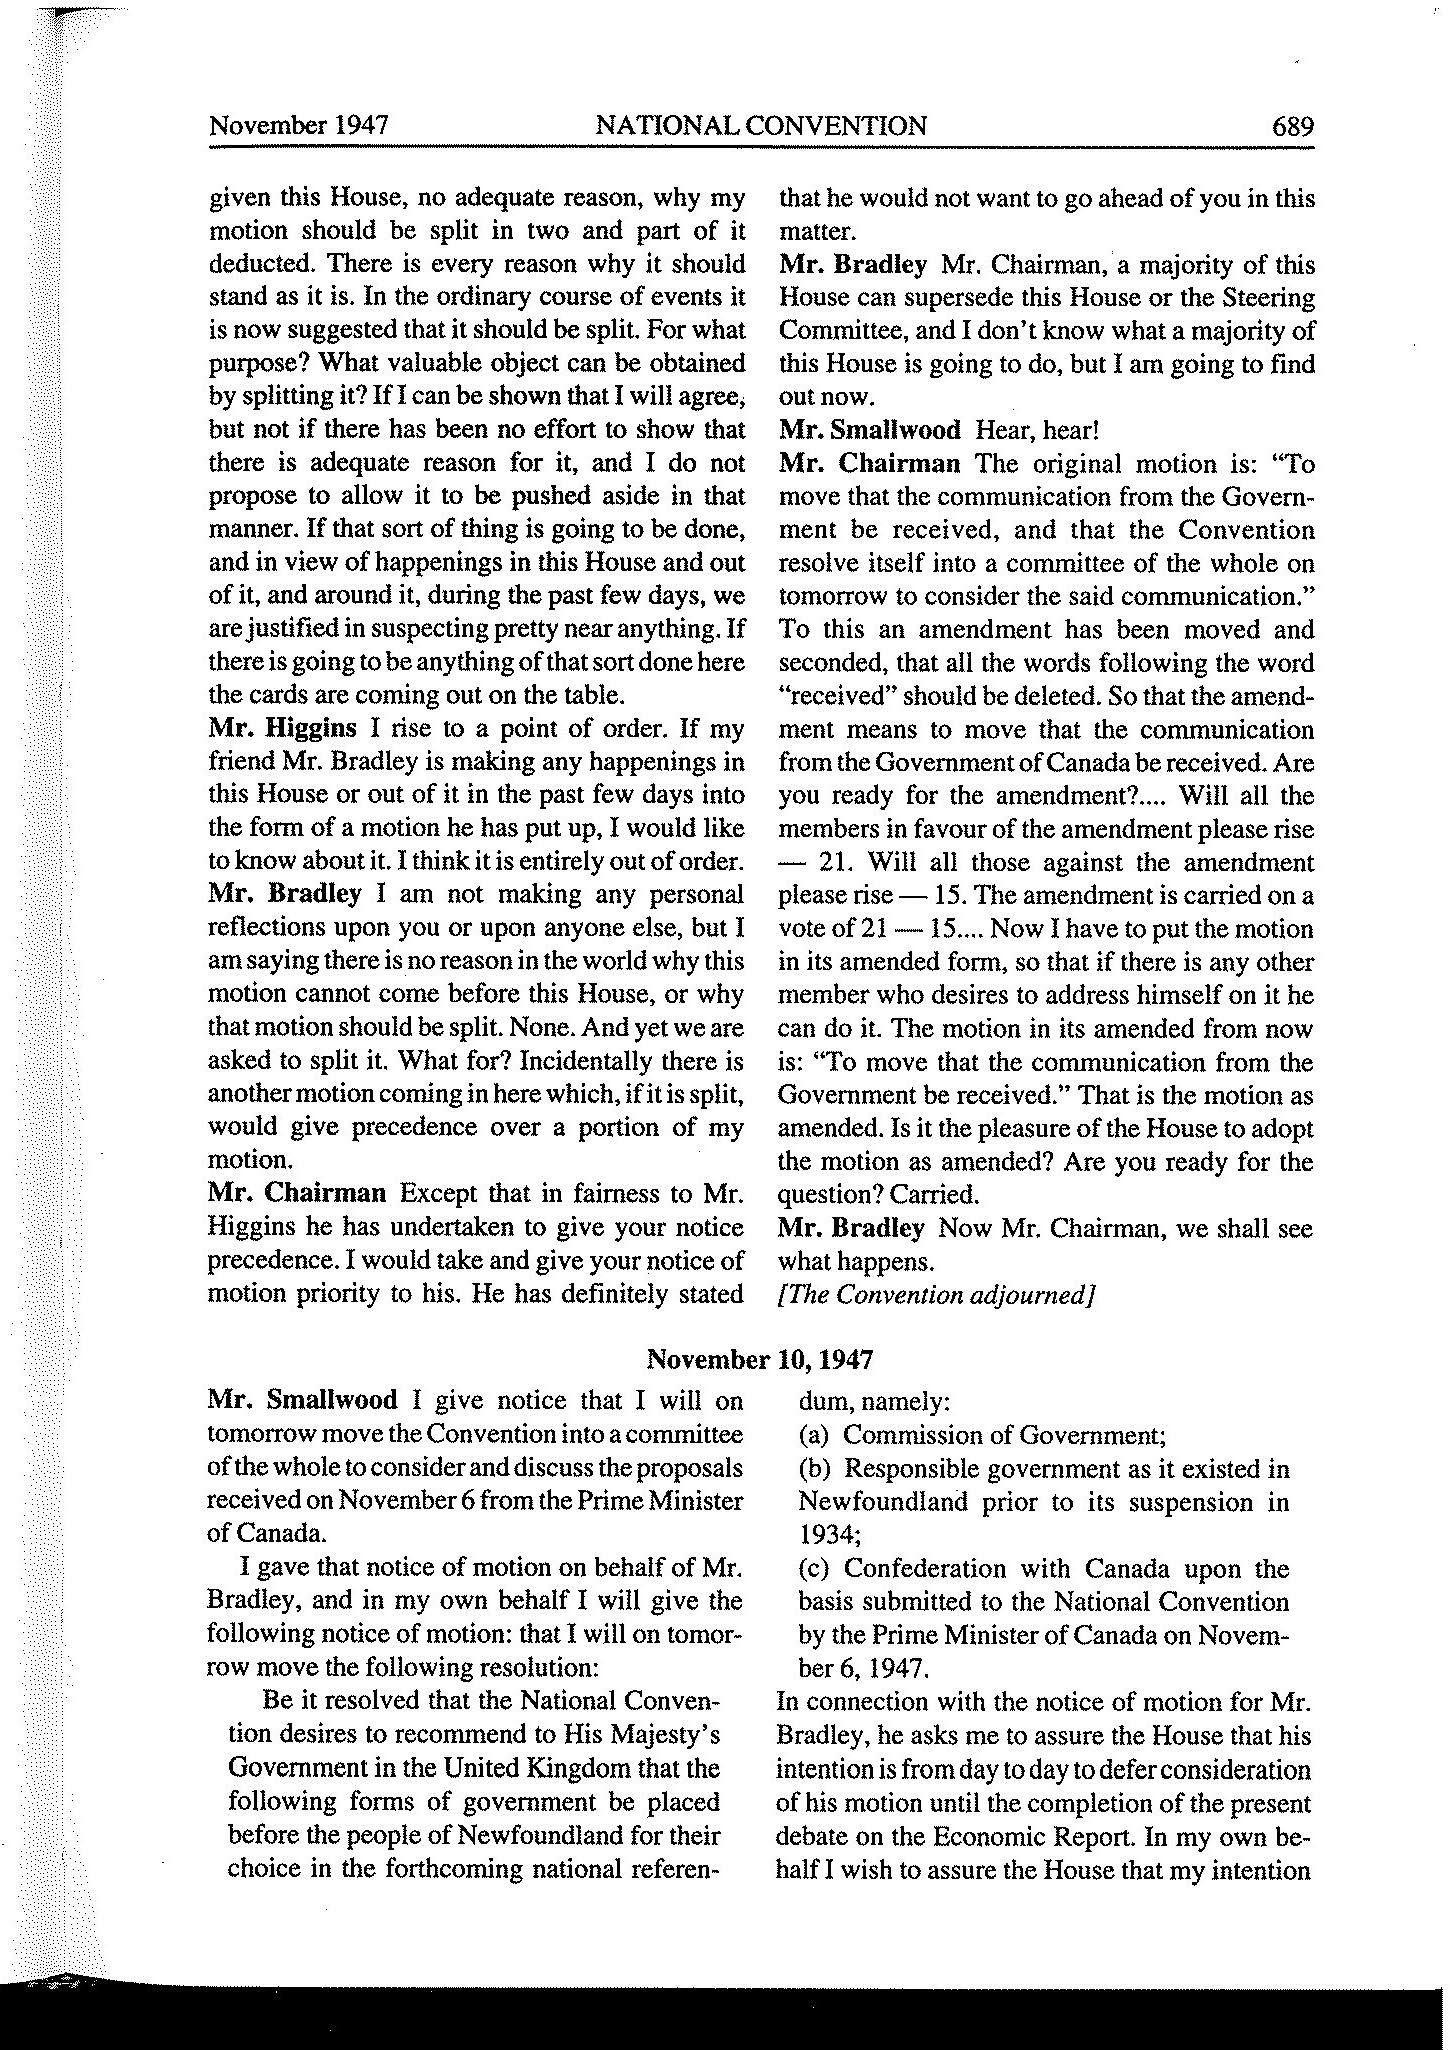 November 1947 NATIONAL CONVENTION 689
given this House, no adequate reason, why my
motion should be split in two and part of it
deducted. There is every reason why it should
stand as it is. In the ordinary course of events it
is now suggested that it should be split. For what
purpose? What valuable object can be obtained
by splitting it? If I can be shown that I will agree,
but not if there has been no effort to show that
there is adequate reason for it, and I do not
propose to allow it to be pushed aside in that
manner. If that sort of thing is going to be done,
and in view of happenings in this House and out
of it, and around it, during the past few days, we
are justified in suspecting pretty near anything. If
there is going to be anything of that sort done here
the cards are coming out on the table.
Mr. Higgins I rise to a point of order. If my
friend Mr. Bradley is making any happenings in
this House or out of it in the past few days into
the form of a motion he has put up, I would like
to know about it. I think it is entirely out of order.
Mr. Bradley I am not making any personal
reflections upon you or upon anyone else, but I
am saying there is no reason in the world why this
motion cannot come before this House, or why
that motion should be split. None. And yet we are
asked to split it. What for? Incidentally there is
another motion coming in here which, if it is split,
would give precedence over a portion of my
motion.
Mr. Chairman Except that in fairness to Mr.
Higgins he has undertaken to give your notice
precedence. I would take and give your notice of
motion priority to his. He has definitely stated
that he would not want to go ahead of you in this
matter.
Mr. Bradley Mr. Chairman, a majority of this
House can supersede this House or the Steering
Committee, and I don't know what a majority of
this House is going to do, but I am going to find
out now.
Mr. Smallwood Hear, hear!
Mr. Chairman The original motion is: "To
move that the communication from the Govern-
ment be received, and that the Convention
resolve itself into a committee of the whole on
tomorrow to consider the said communication."
To this an amendment has been moved and
seconded, that all the words following the word
"received" should be deleted. So that the amend-
ment means to move that the communication
from the Government of Canada be received. Are
you ready for the amendment?.... Will all the
members in favour of the amendment please rise
— 21. Will all those against the amendment
please rise — 15. The amendment is carried on a
vote of 21 — 15.... Now I have to put the motion
in its amended form, so that if there is any other
member who desires to address himself on it he
can do it. The motion in its amended from now
is: "To move that the communication from the
Government be received." That is the motion as
amended. Is it the pleasure of the House to adopt
the motion as amended? Are you ready for the
question? Carried.
Mr. Bradley Now Mr. Chairman, we shall see
what happens.
[The Convention adjourned]
November 10, 1947
Mr. Smallwood I give notice that I will on
tomorrow move the Convention into a committee
of the whole to consider and discuss the proposals
received on November 6 from the Prime Minister
of Canada.
I gave that notice of motion on behalf of Mr.
Bradley, and in my own behalf I will give the
following notice of motion: that I will on tomor-
row move the following resolution:
Be it resolved that the National Conven-
tion desires to recommend to His Majesty's
Government in the United Kingdom that the
following forms of government be placed
before the people of Newfoundland for their
choice in the forthcoming national referen-
dum, namely:
(a) Commission of Government;
(b) Responsible government as it existed in
Newfoundland prior to its suspension in
1934;
(c) Confederation with Canada upon the
basis submitted to the National Convention
by the Prime Minister of Canada on Novem-
ber 6, 1947.
In connection with the notice of motion for Mr.
Bradley, he asks me to assure the House that his
intention is from day to day to defer consideration
of his motion until the completion of the present
debate on the Economic Report. In my own be-
half I wish to assure the House that my intention